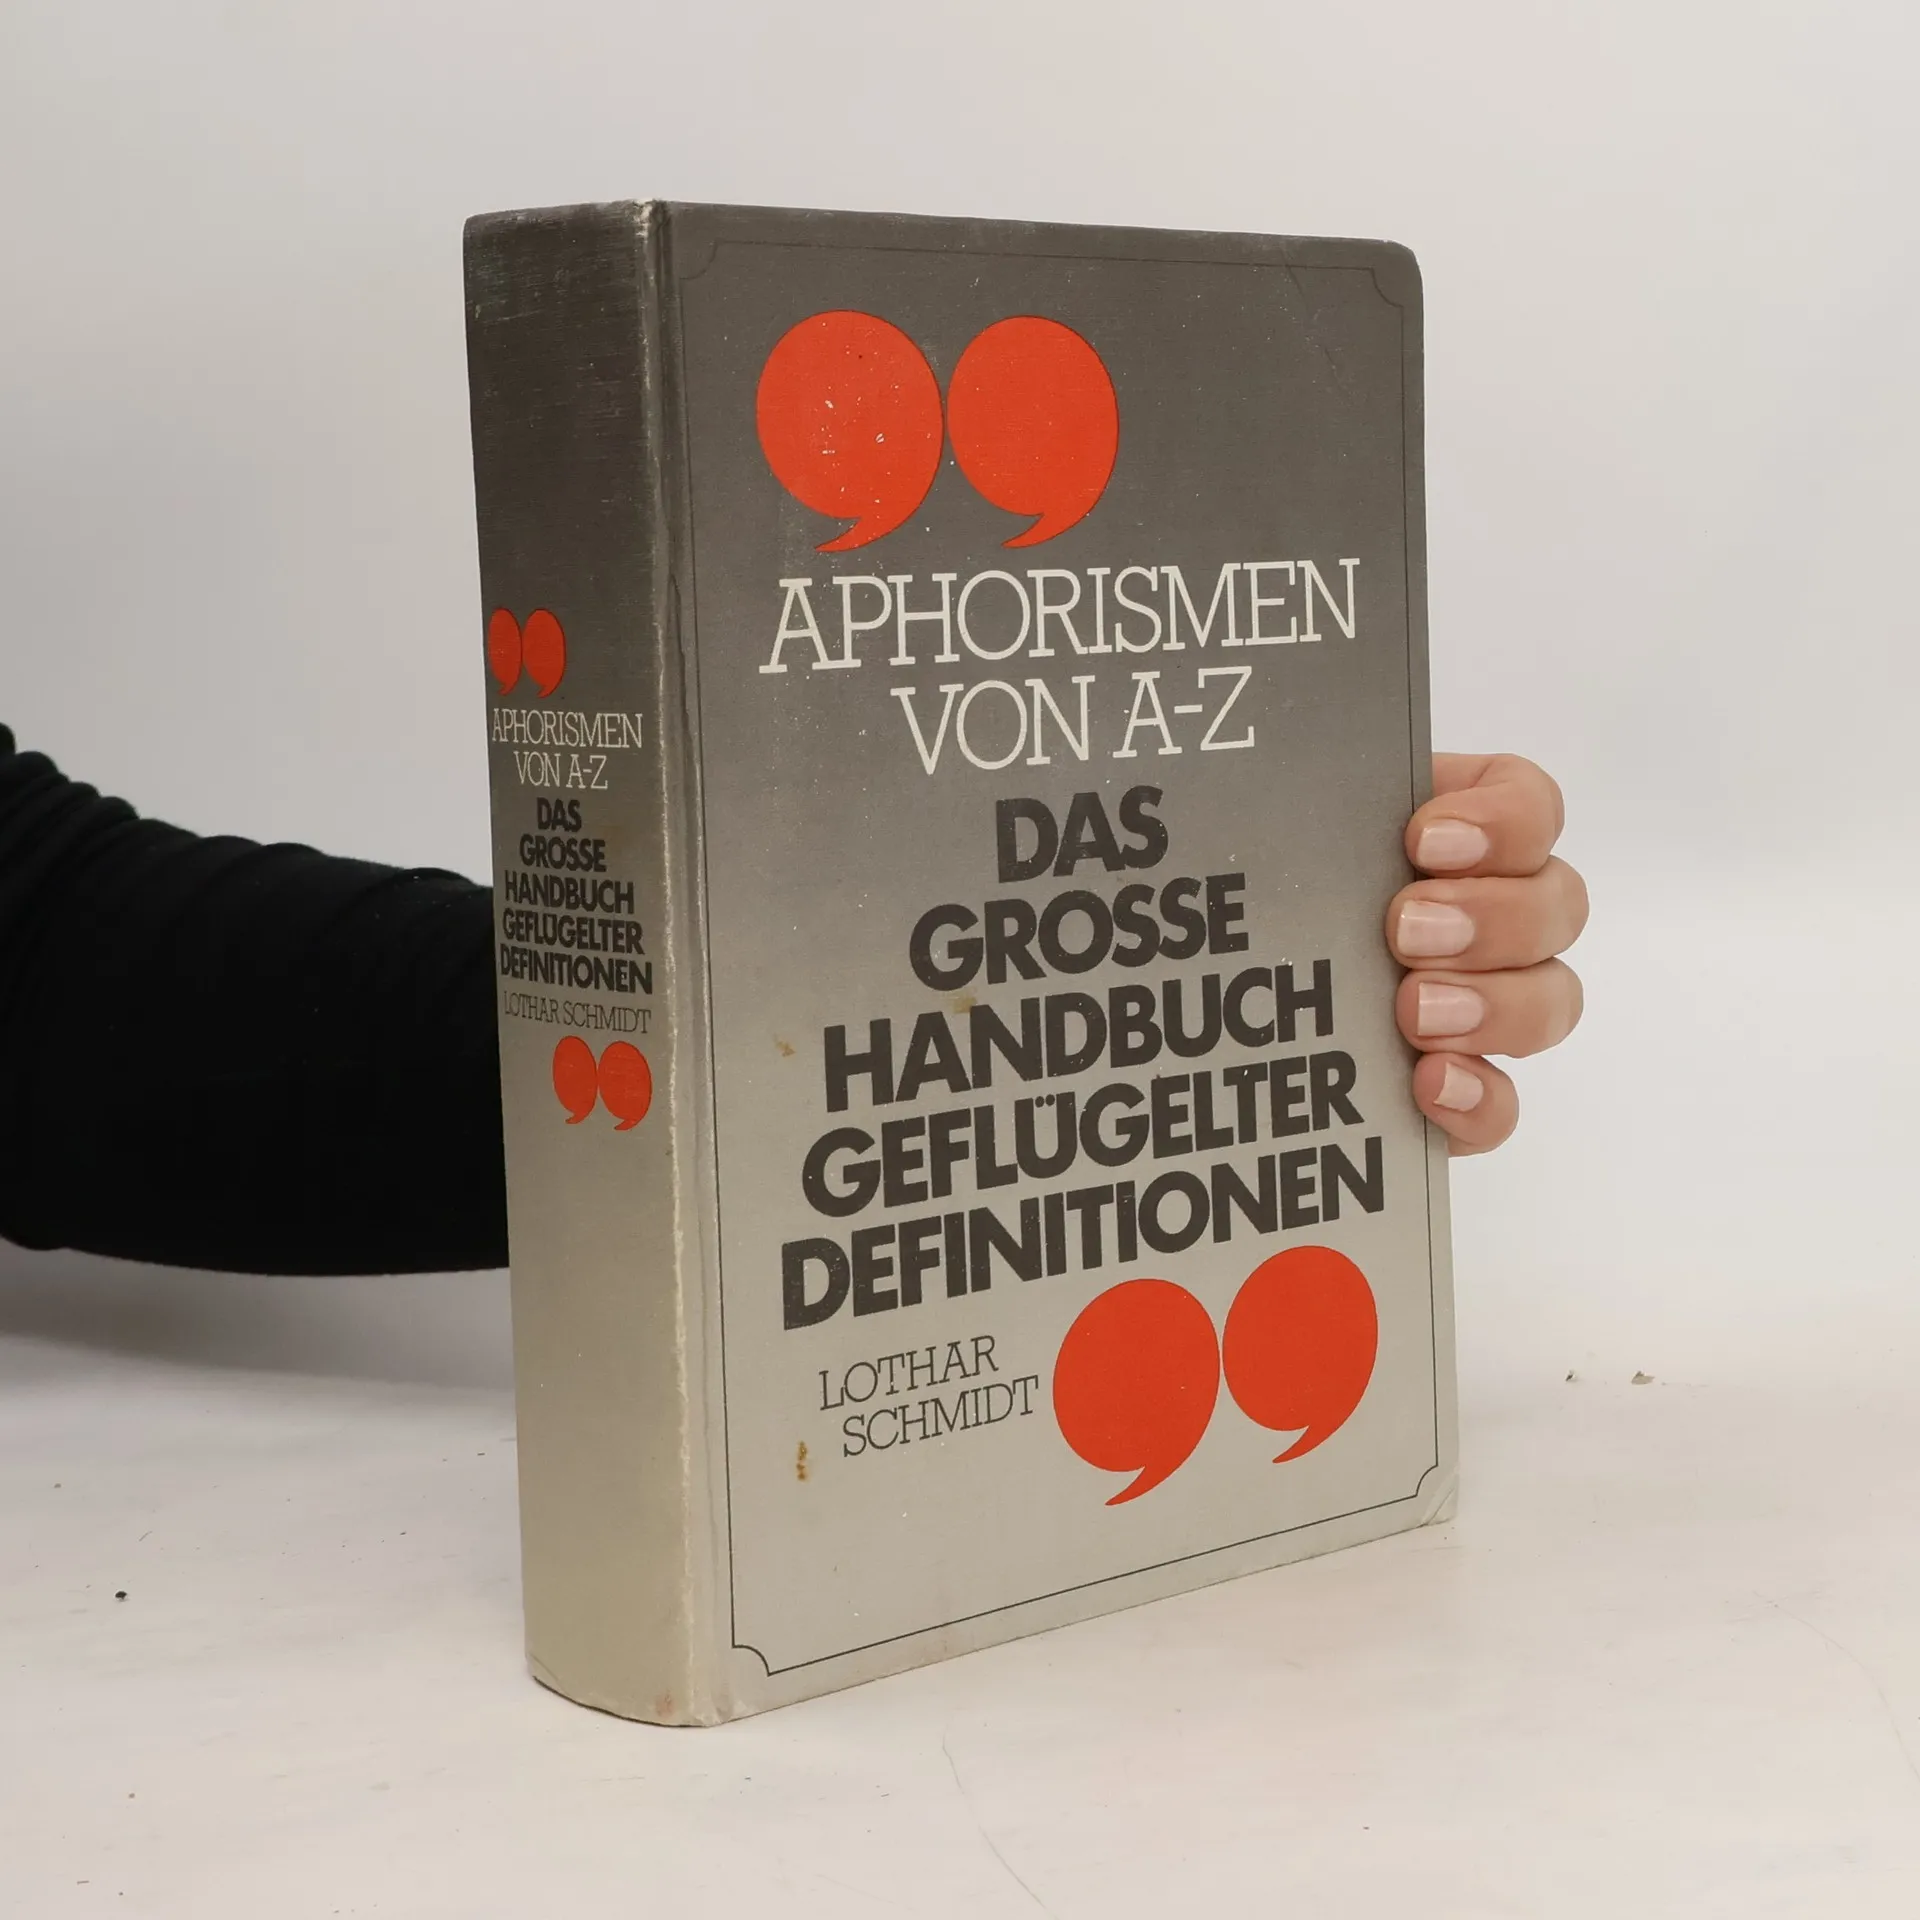 APHORISMEN
VON A-Z
DAS
GROSSE
HANDBUCH
GEFLÜGELTER
DEFINITIONEN
LOTHAR SCHMIDT
APHORISMEN
VON A-Z
DAS
GROSSE
HANDBUCH
GEFLÜGELTER
DEFINITIONEN
LOTHAR
SCHMIDT